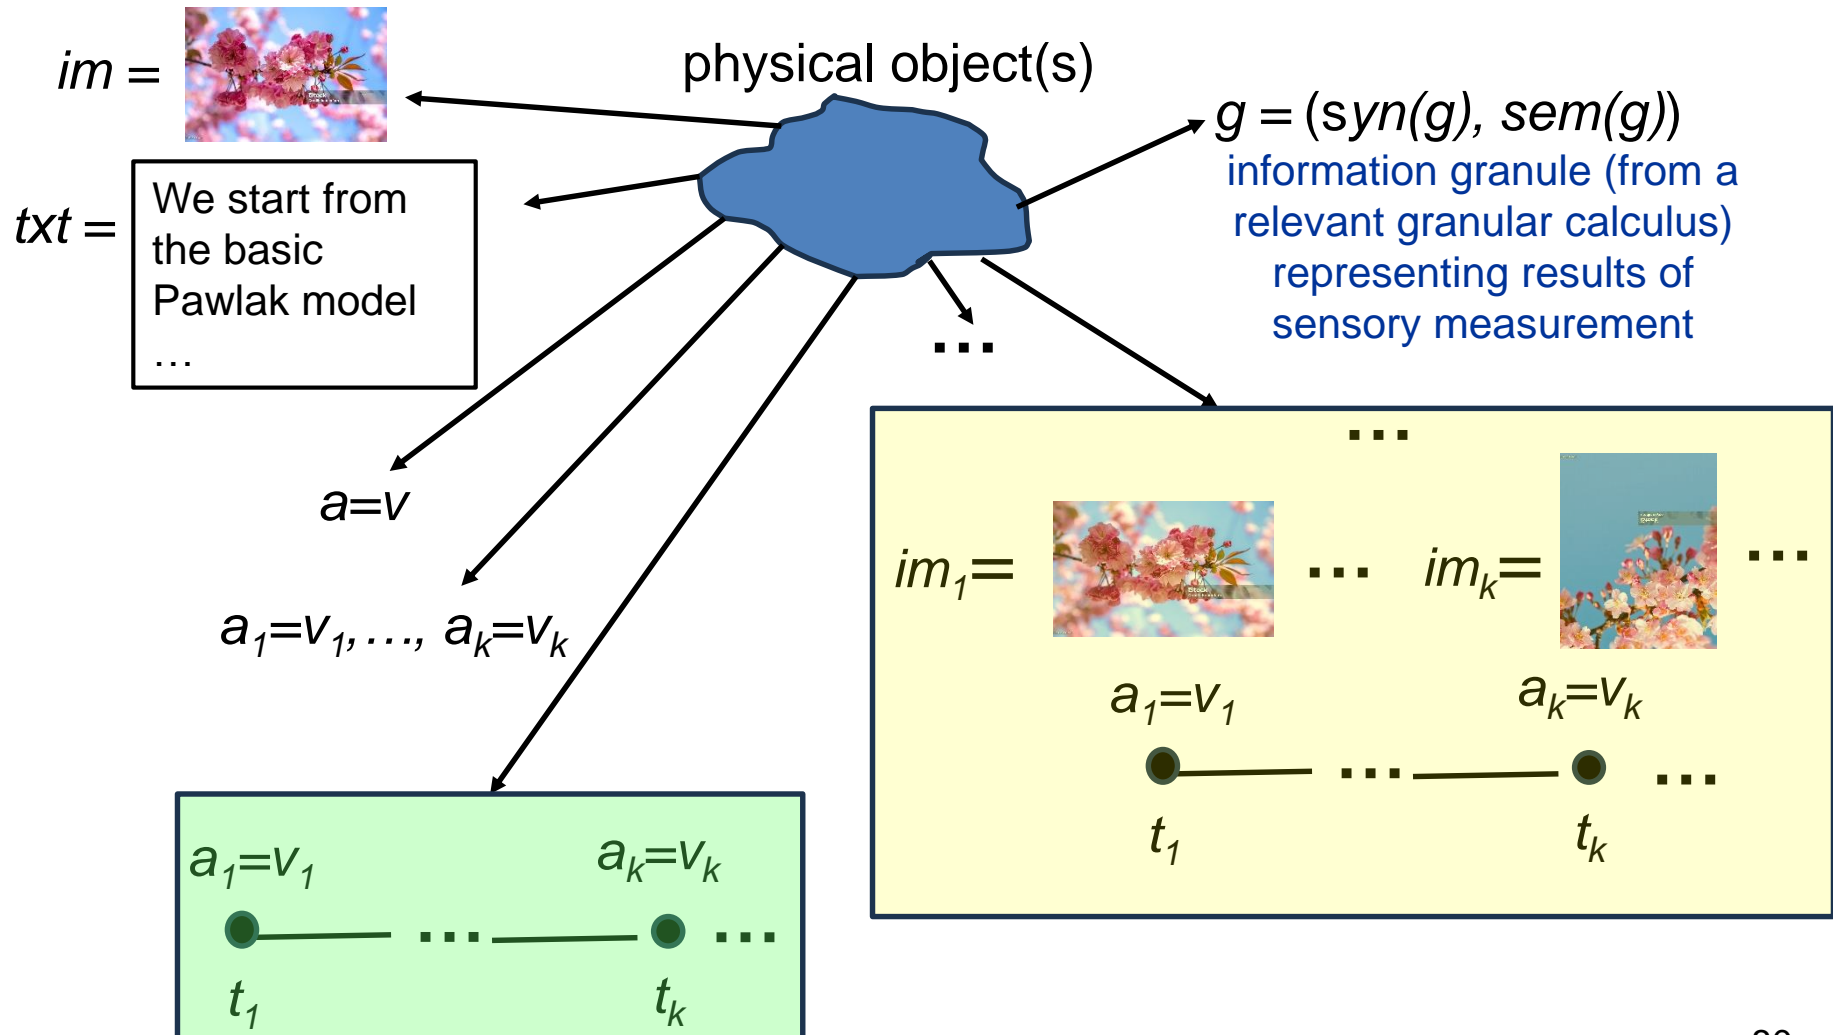 physical object(s)
im =
txt =
We start from
the basic
Pawlak model
…
g = (syn(g), sem(g))
information granule (from a
relevant granular calculus)
representing results of
sensory measurement
…
a=v
a₁=v₁,…, aₖ=vₖ
…
im₁= … imₖ= …
a₁=v₁ aₖ=vₖ
… …
t₁ tₖ
a₁=v₁ aₖ=vₖ
… …
t₁ tₖ